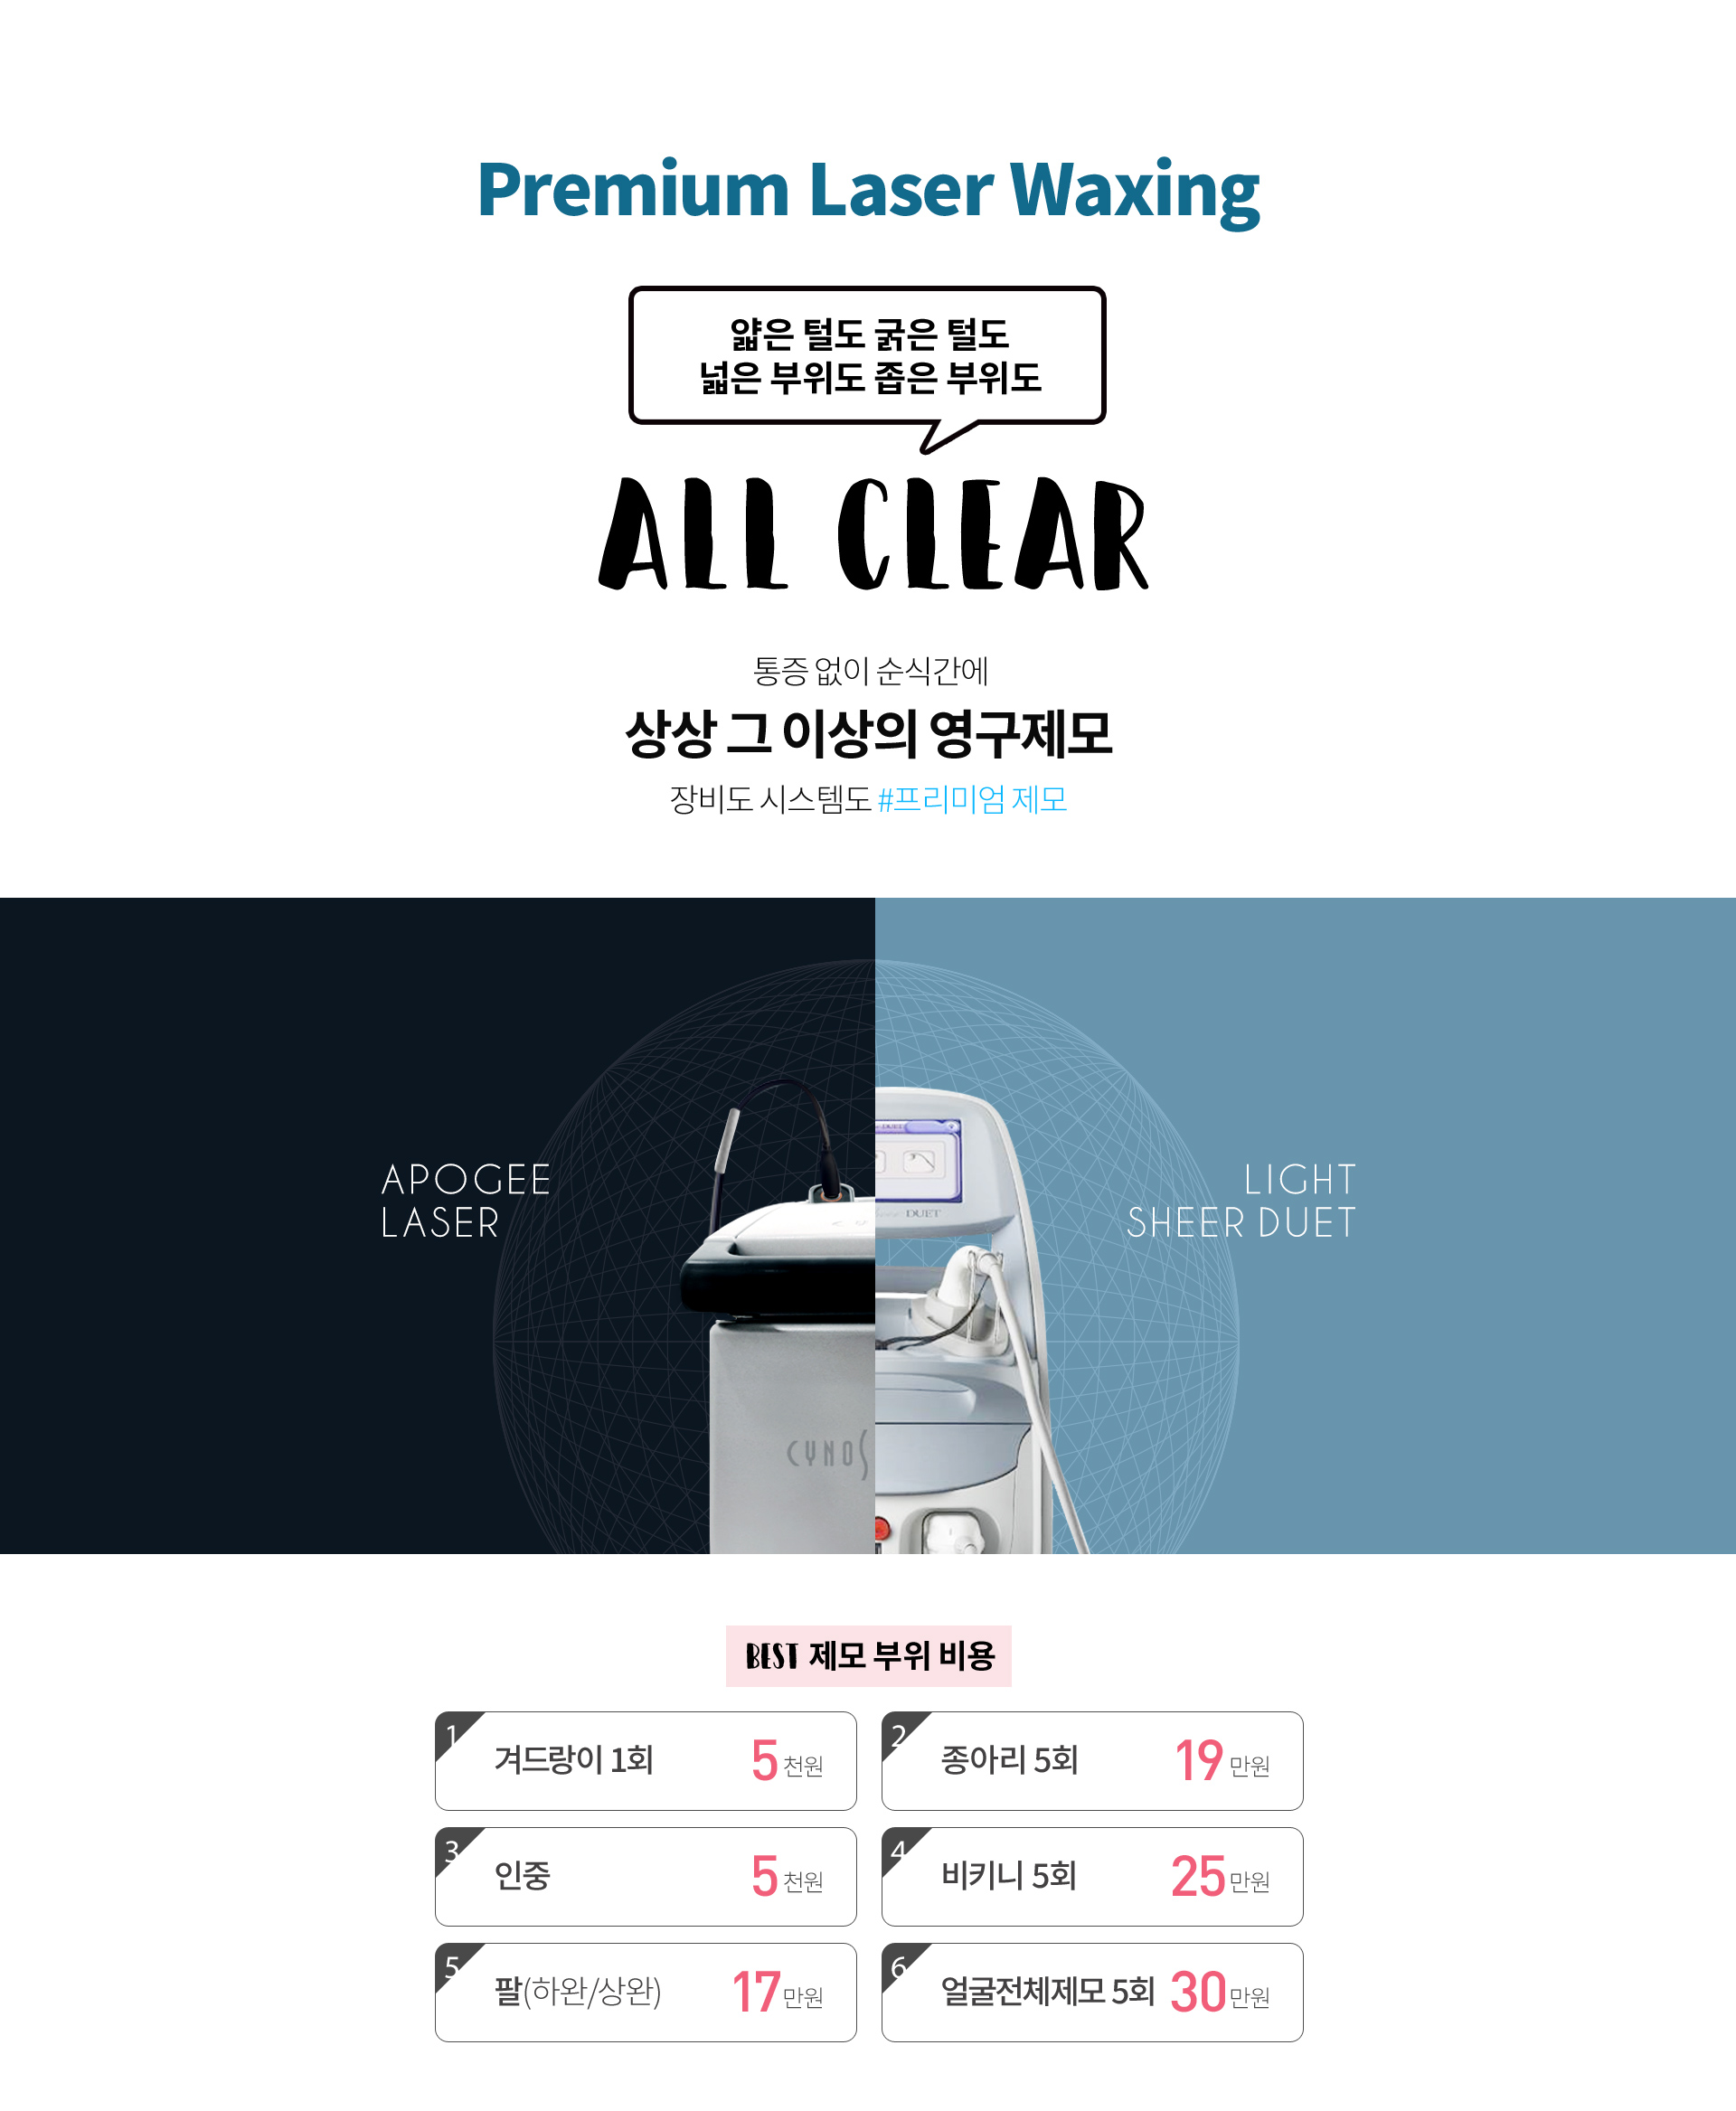 Premium Laser Waxing
얇은 털도 굵은 털도
넓은 부위도 좁은 부위도
ALL CLEAR
통증 없이 순식간에
상상 그 이상의 영구제모
장비도 시스템도 #프리미엄 제모
APOGEE
LASER
LIGHT
SHEER DUET
DUET
CYNOS
BEST 제모 부위 비용
1 겨드랑이 1회 5 천원
2 종아리 5회 19 만원
3 인중 5 천원
4 비키니 5회 25 만원
5 팔(하완/상완) 17 만원
6 얼굴전체제모 5회 30 만원